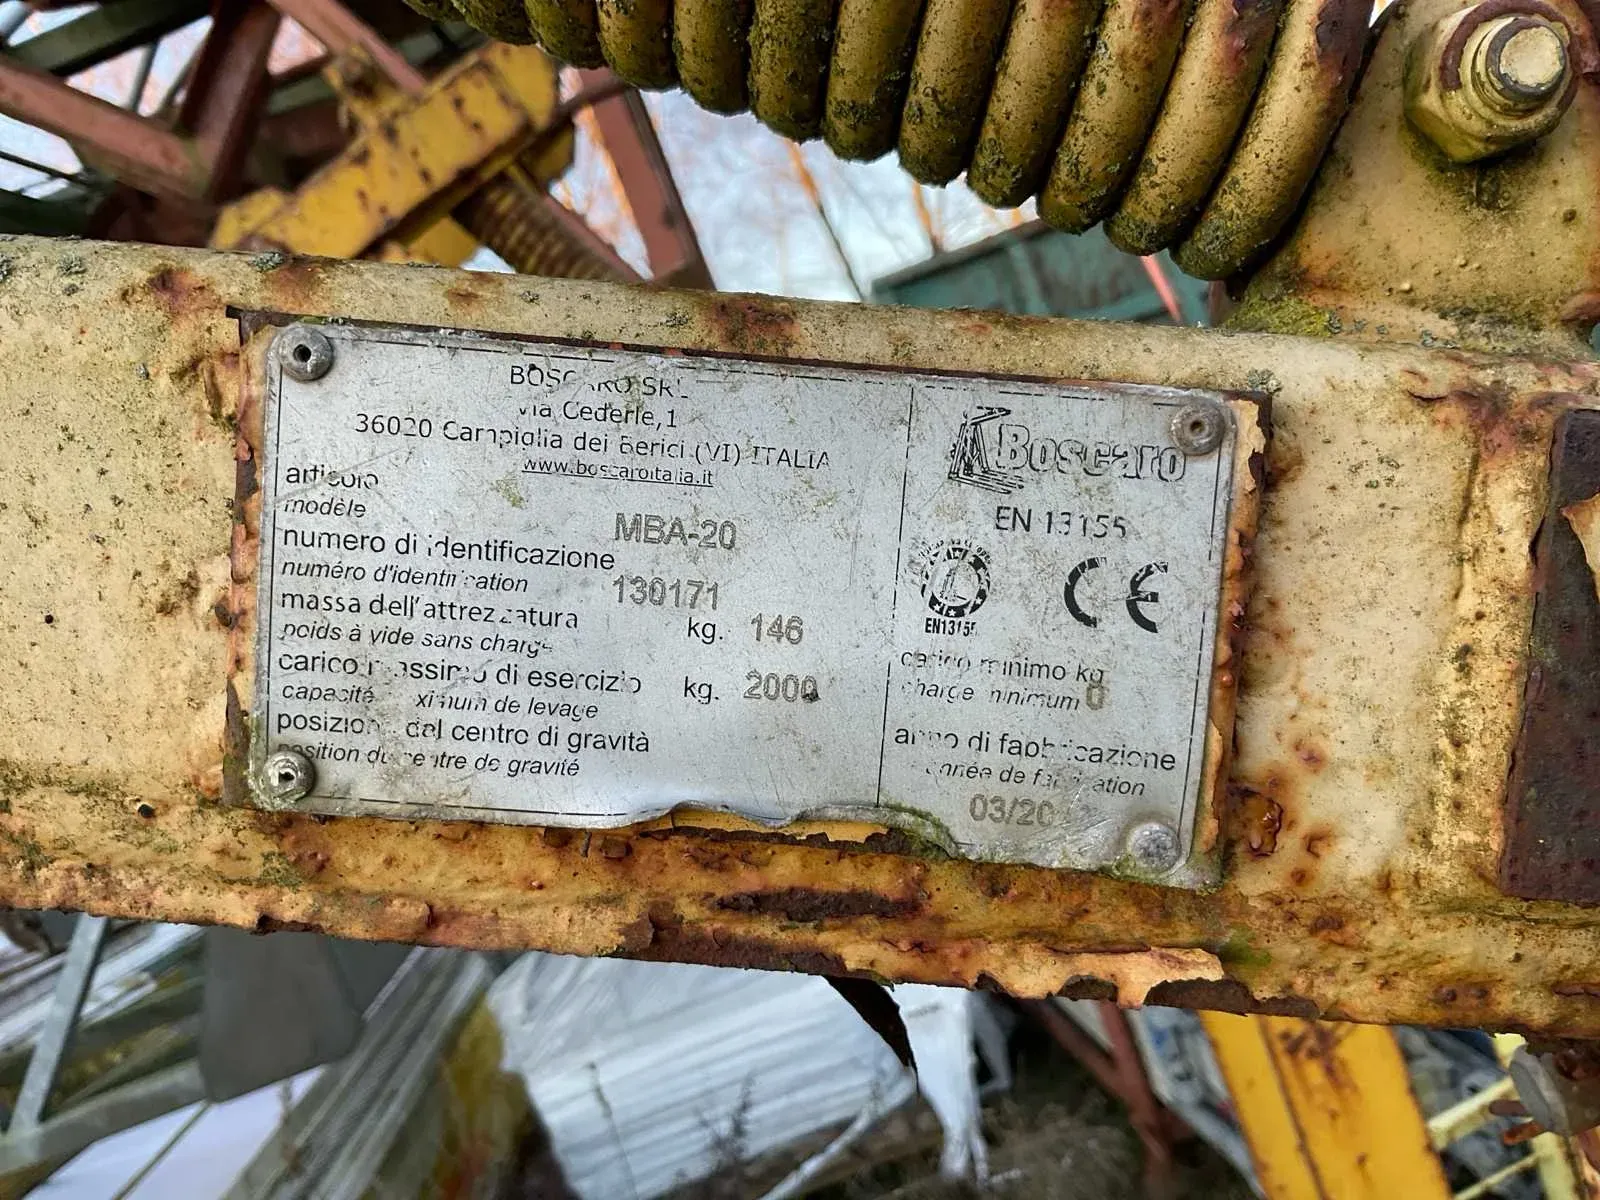 BOSCARO SRL
Via Cederle,1
36020 Campiglia dei Berici (VI) ITALIA
www.boscaroitalia.it
articolo
modèle
MBA-20
numero di identificazione
numéro d'identification
130171
massa dell'attrezzatura
poids à vide sans charge
kg. 146
carico massimo di esercizio
capacité maximum de levage
kg. 2000
posizione del centro di gravità
position du centre de gravité
Boscaro
EN 13155
CE
EN13155
carico minimo kg
charge minimum 0
anno di fabbricazione
année de fabrication
03/20